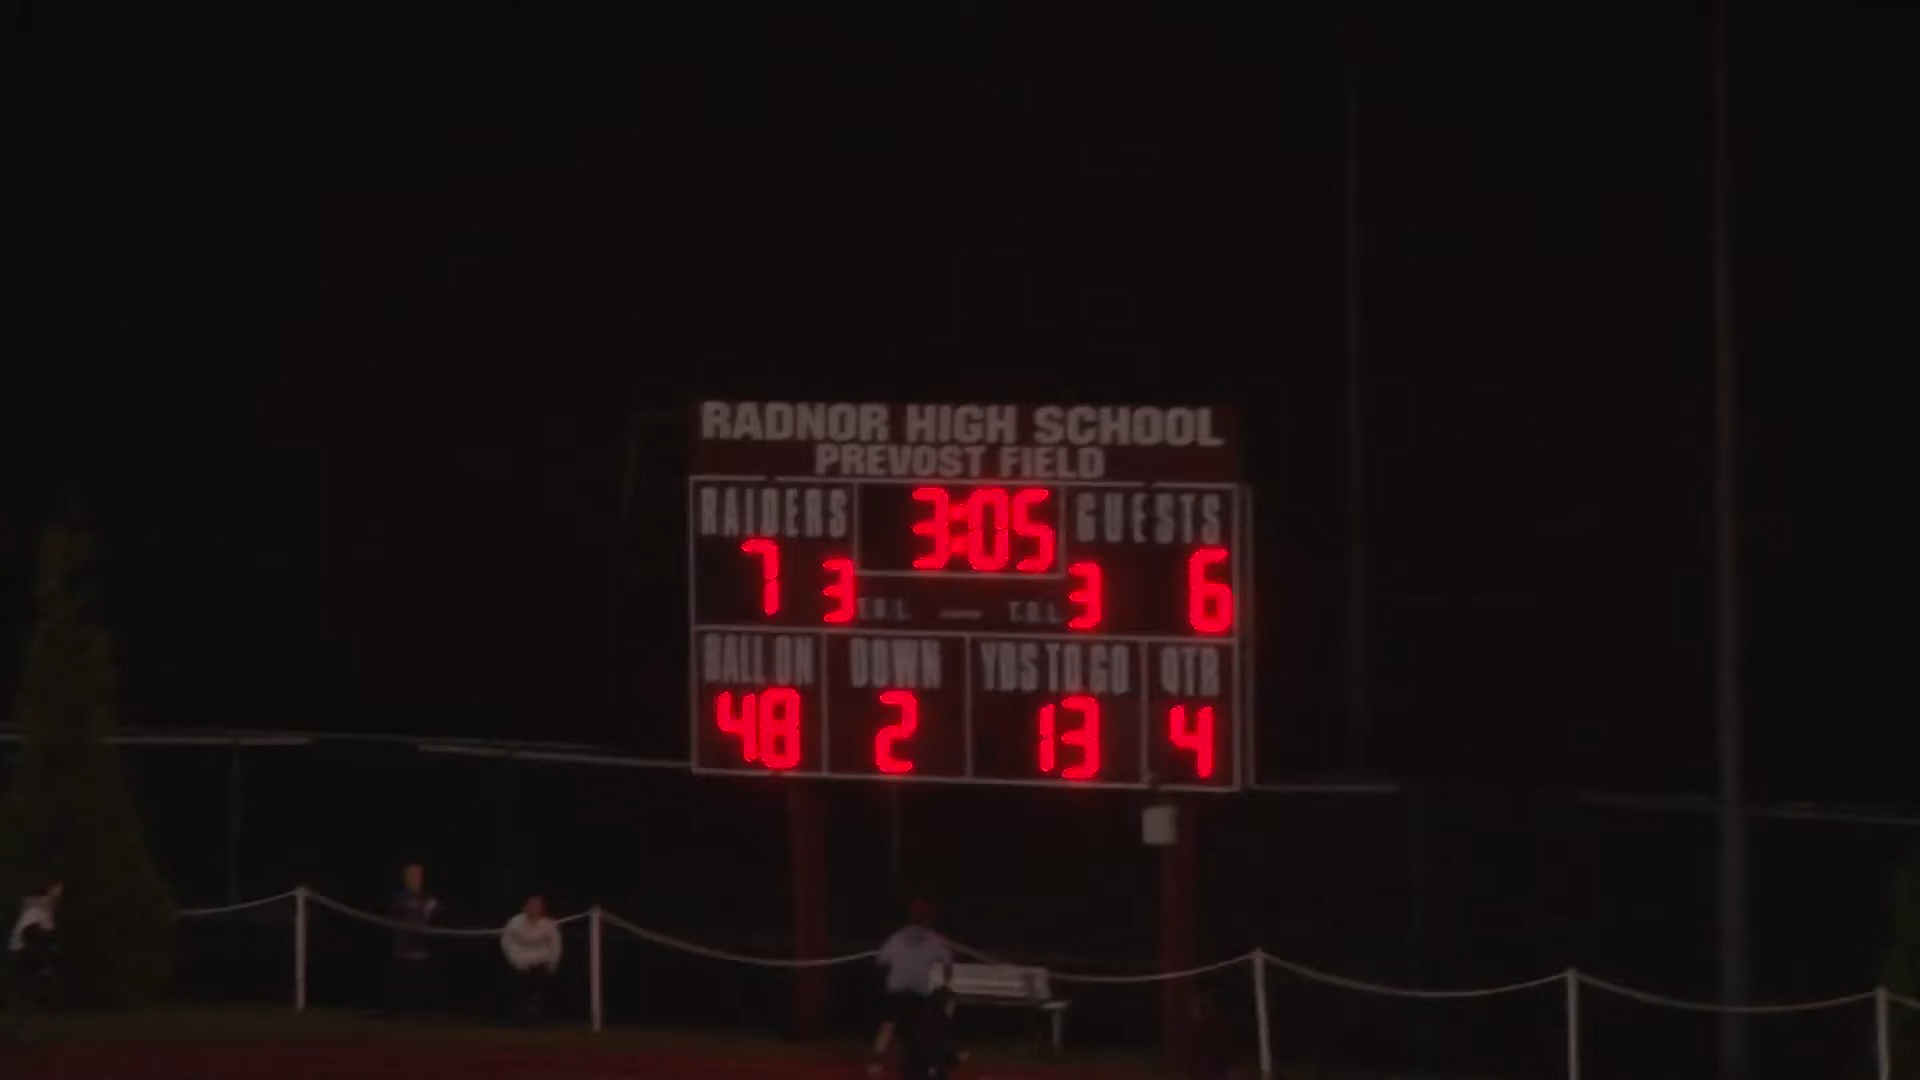 RADNOR HIGH SCHOOL
PREVOST FIELD
RAIDERS 3:05 GUESTS
7 3 T.O.L. T.O.L. 3 6
BALL ON DOWN YDS TO GO QTR
48 2 13 4